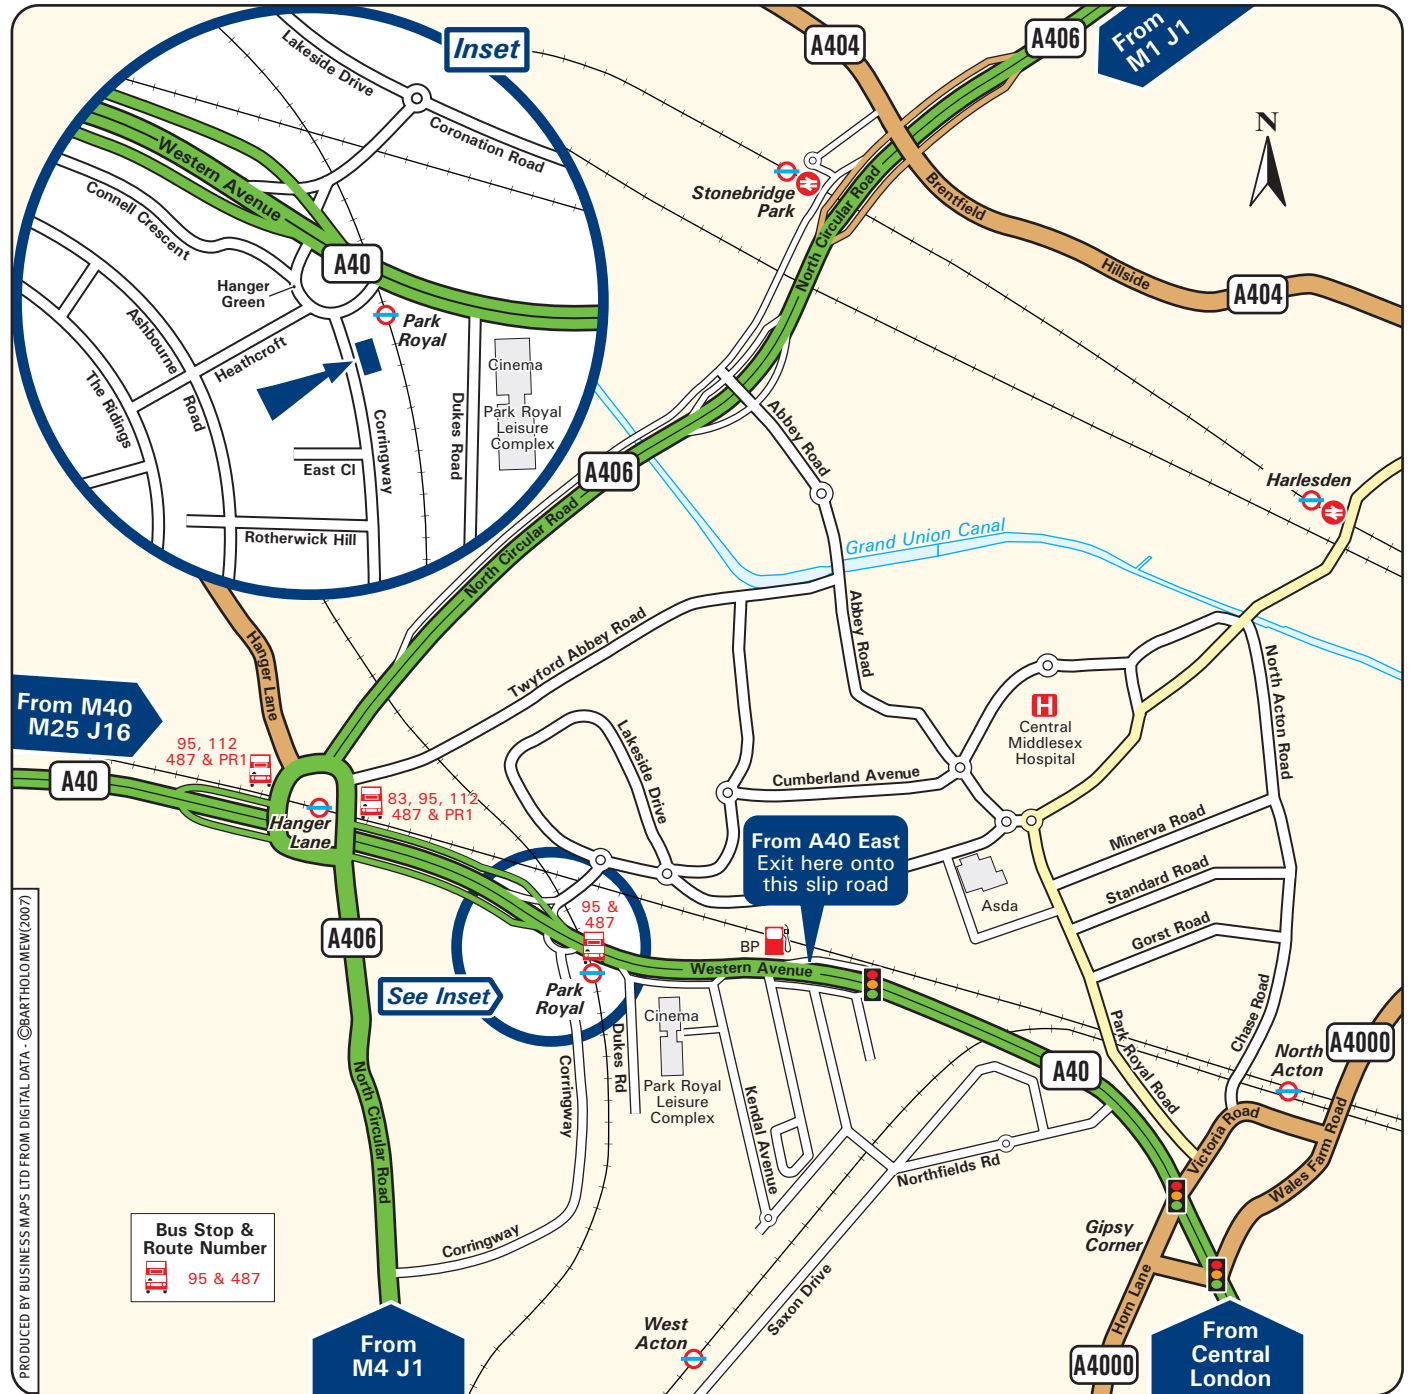 Inset
Lakeside Drive
Coronation Road
Western Avenue
Connell Crescent
A40
Hanger
Green
Park
Royal
Ashbourne
Road
Heathcroft
The Ridings
Cinema
Park Royal
Leisure
Complex
Dukes Road
Corringway
East Cl
Rotherwick Hill
A404
A406
From
M1 J1
N
Stonebridge
Park
North Circular Road
Brentfield
Hillside
A404
Abbey Road
A406
North Circular Road
Harlesden
Grand Union Canal
Abbey Road
Twyford Abbey Road
Hanger Lane
From M40
M25 J16
95, 112
487 & PR1
A40
83, 95, 112
487 & PR1
Hanger
Lane
Lakeside Drive
Cumberland Avenue
Central
Middlesex
Hospital
H
North Acton Road
Minerva Road
Standard Road
Gorst Road
From A40 East
Exit here onto
this slip road
Asda
95 &
487
BP
Western Avenue
A406
See Inset
Park
Royal
Cinema
Park Royal
Leisure
Complex
Dukes Rd
Corringway
Kendal Avenue
Park Royal Road
Chase Road
A4000
North
Acton
A40
Victoria Road
Wales Farm Road
Northfields Rd
North Circular Road
Gipsy
Corner
Corringway
Bus Stop &
Route Number
95 & 487
Saxon Drive
Horn Lane
West
Acton
From
M4 J1
A4000
From
Central
London
PRODUCED BY BUSINESS MAPS LTD FROM DIGITAL DATA - ©BARTHOLOMEW(2007)